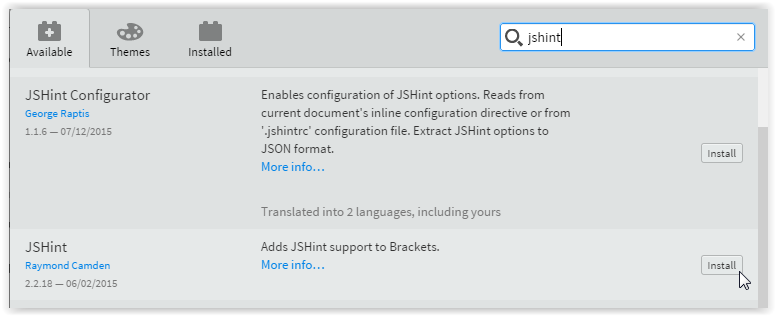 Available
Themes
Installed
jshint
JSHint Configurator
George Raptis
1.1.6 — 07/12/2015
Enables configuration of JSHint options. Reads from
current document's inline configuration directive or from
'.jshintrc' configuration file. Extract JSHint options to
JSON format.
More info…
Install
Translated into 2 languages, including yours
JSHint
Raymond Camden
2.2.18 — 06/02/2015
Adds JSHint support to Brackets.
More info…
Install